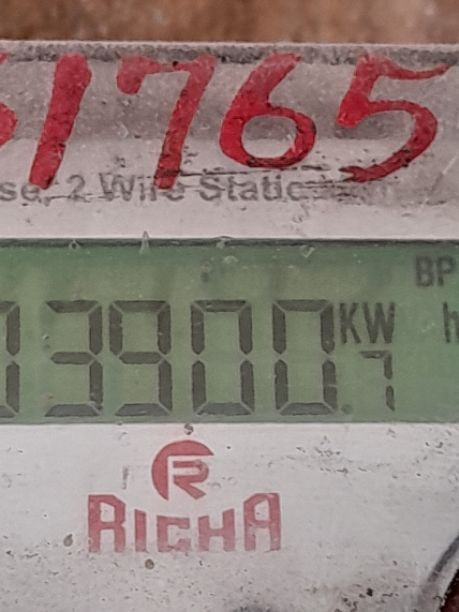 1765
se, 2 Wire Static
BP
03900.7 KW h
R
RICHA